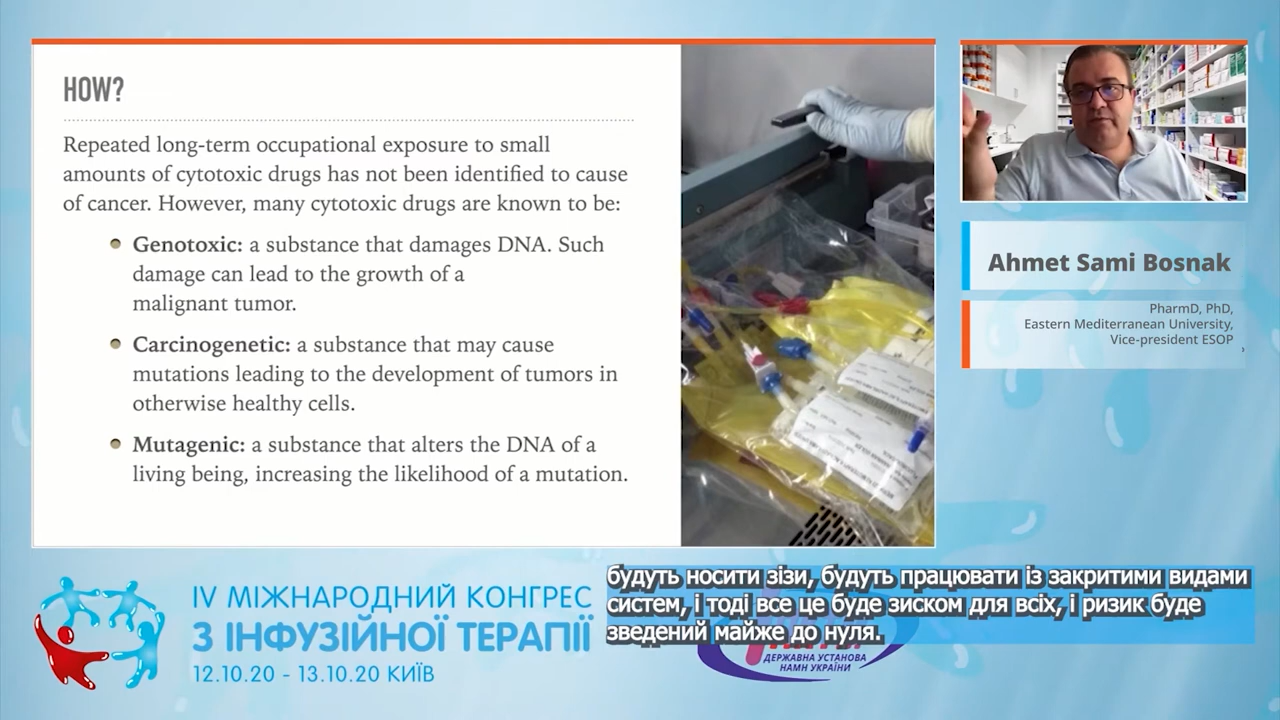 HOW?
Repeated long-term occupational exposure to small
amounts of cytotoxic drugs has not been identified to cause
of cancer. However, many cytotoxic drugs are known to be:
Genotoxic: a substance that damages DNA. Such
damage can lead to the growth of a
malignant tumor.
Carcinogenetic: a substance that may cause
mutations leading to the development of tumors in
otherwise healthy cells.
Mutagenic: a substance that alters the DNA of a
living being, increasing the likelihood of a mutation.
Ahmet Sami Bosnak
PharmD, PhD,
Eastern Mediterranean University,
Vice-president ESOP
IV МІЖНАРОДНИЙ КОНГРЕС
З ІНФУЗІЙНОЇ ТЕРАПІЇ
12.10.20 - 13.10.20 КИЇВ
будуть носити зізи, будуть працювати із закритими видами
систем, і тоді все це буде зиском для всіх, і ризик буде
зведений майже до нуля.
ДЕРЖАВНА УСТАНОВА
НАМН УКРАЇНИ